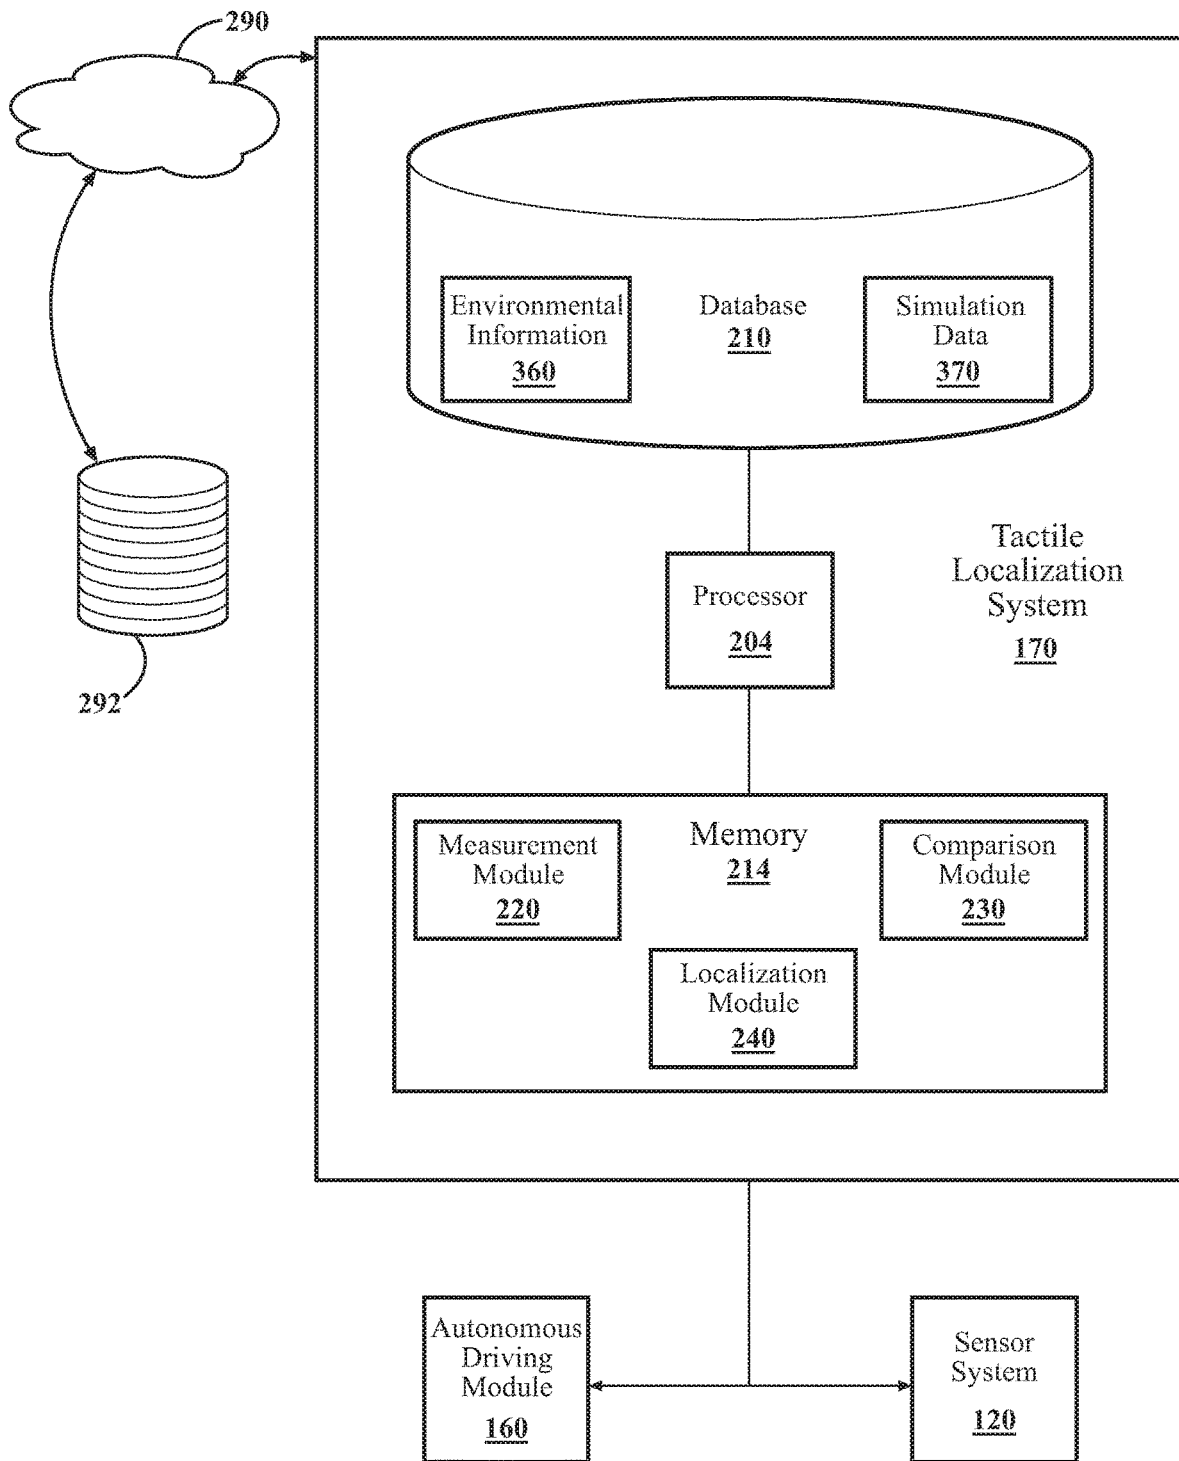 290
Environmental
Information
360
Database
210
Simulation
Data
370
Processor
204
Tactile
Localization
System
170
292
Measurement
Module
220
Memory
214
Comparison
Module
230
Localization
Module
240
Autonomous
Driving
Module
160
Sensor
System
120